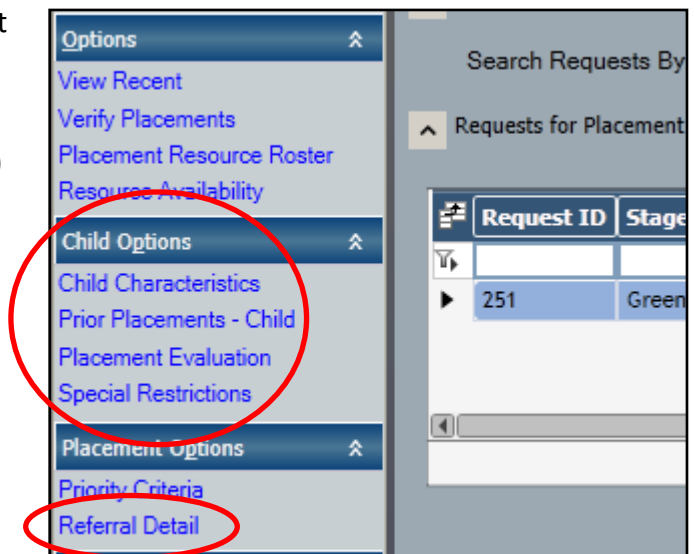 t
)
Options
View Recent
Verify Placements
Placement Resource Roster
Resource Availability
Child Options
Child Characteristics
Prior Placements - Child
Placement Evaluation
Special Restrictions
Placement Options
Priority Criteria
Referral Detail
Search Requests By
Requests for Placement
Request ID Stage
251 Green